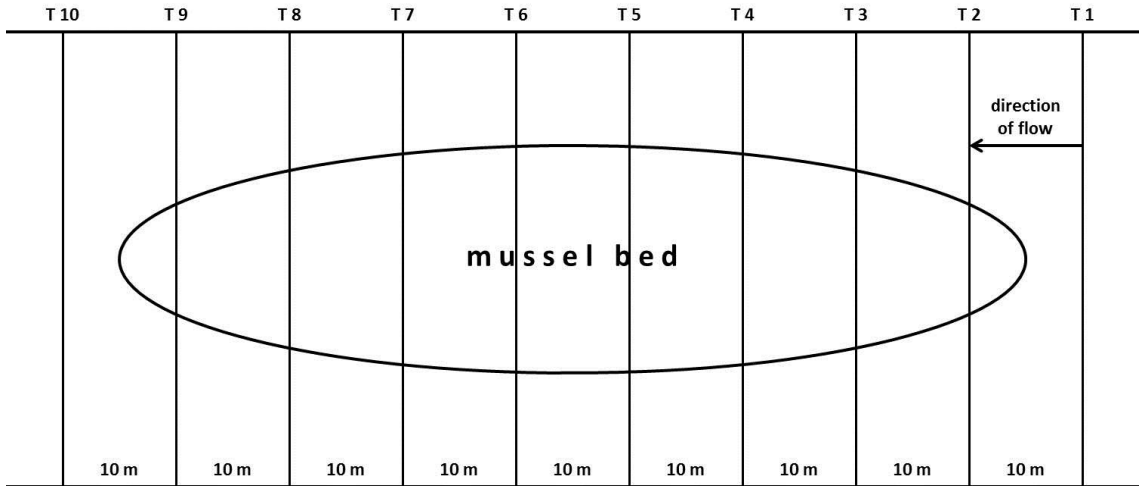 T 10 T 9 T 8 T 7 T 6 T 5 T 4 T 3 T 2 T 1
direction
of flow
mussel bed
10 m 10 m 10 m 10 m 10 m 10 m 10 m 10 m 10 m